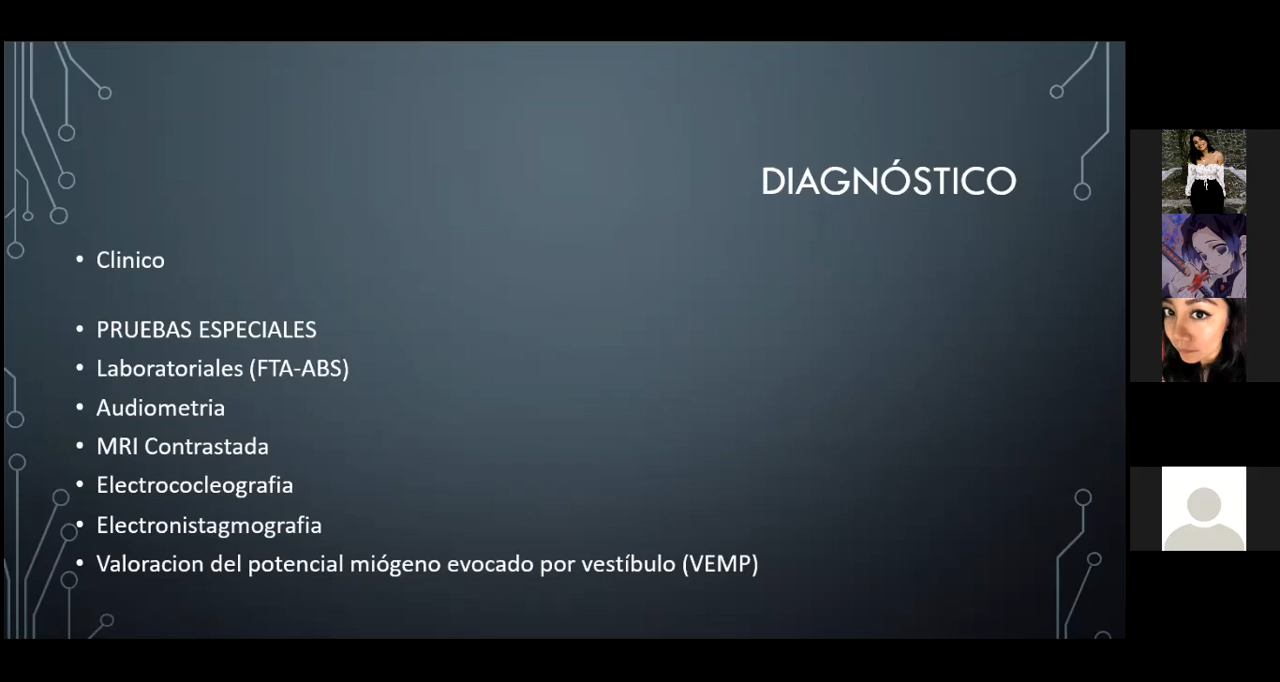 DIAGNÓSTICO
• Clinico
• PRUEBAS ESPECIALES
• Laboratoriales (FTA-ABS)
• Audiometria
• MRI Contrastada
• Electrococleografia
• Electronistagmografia
• Valoracion del potencial miógeno evocado por vestíbulo (VEMP)